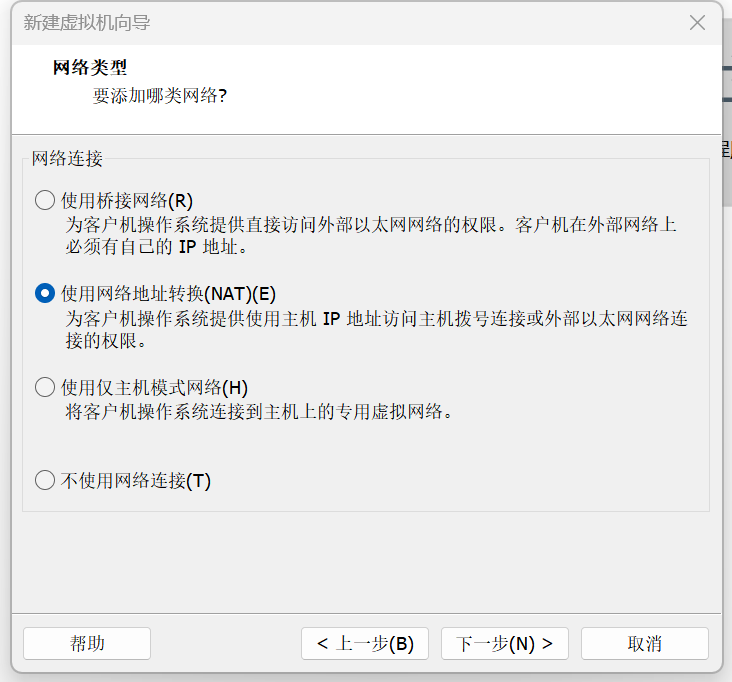 新建虚拟机向导
网络类型
要添加哪类网络?
网络连接
使用桥接网络(R)
为客户机操作系统提供直接访问外部以太网网络的权限。客户机在外部网络上
必须有自己的 IP 地址。
使用网络地址转换(NAT)(E)
为客户机操作系统提供使用主机 IP 地址访问主机拨号连接或外部以太网网络连
接的权限。
使用仅主机模式网络(H)
将客户机操作系统连接到主机上的专用虚拟网络。
不使用网络连接(T)
帮助
< 上一步(B)
下一步(N) >
取消